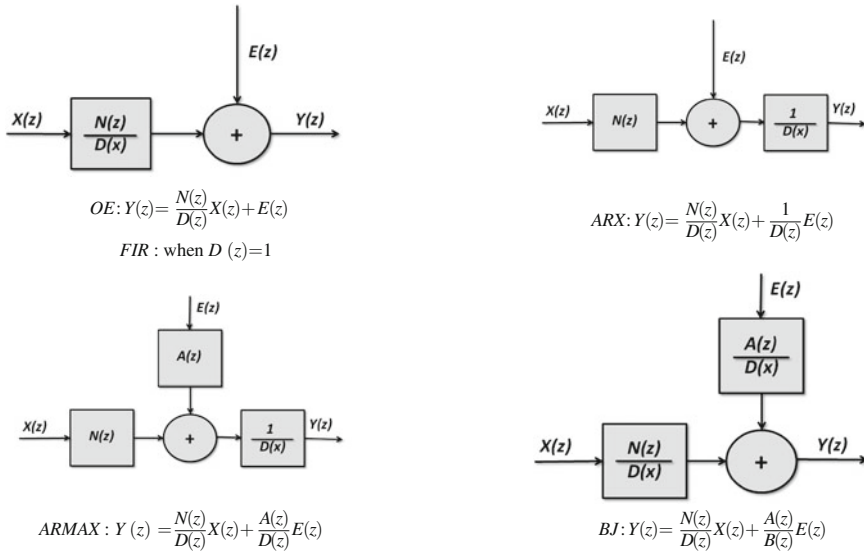 E(z)
X(z)
N(z)
D(x)
+
Y(z)
OE: Y(z)= N(z)/D(z) X(z)+E(z)
FIR : when D (z)=1
E(z)
X(z)
N(z)
+
1
D(x)
Y(z)
ARX: Y(z)= N(z)/D(z) X(z)+ 1/D(z) E(z)
E(z)
A(z)
X(z)
N(z)
+
1
D(x)
Y(z)
ARMAX : Y (z) = N(z)/D(z) X(z)+ A(z)/D(z) E(z)
E(z)
A(z)
D(x)
X(z)
N(z)
D(x)
+
Y(z)
BJ: Y(z)= N(z)/D(z) X(z)+ A(z)/B(z) E(z)